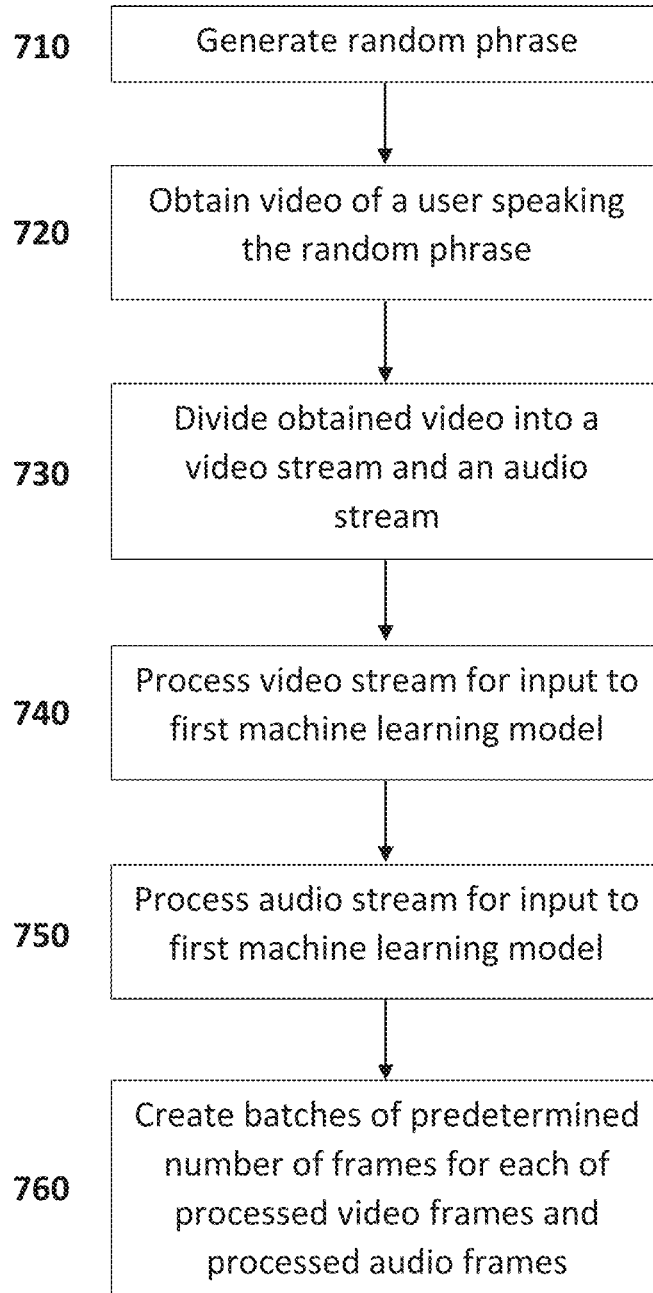 710
Generate random phrase
720
Obtain video of a user speaking
the random phrase
730
Divide obtained video into a
video stream and an audio
stream
740
Process video stream for input to
first machine learning model
750
Process audio stream for input to
first machine learning model
760
Create batches of predetermined
number of frames for each of
processed video frames and
processed audio frames